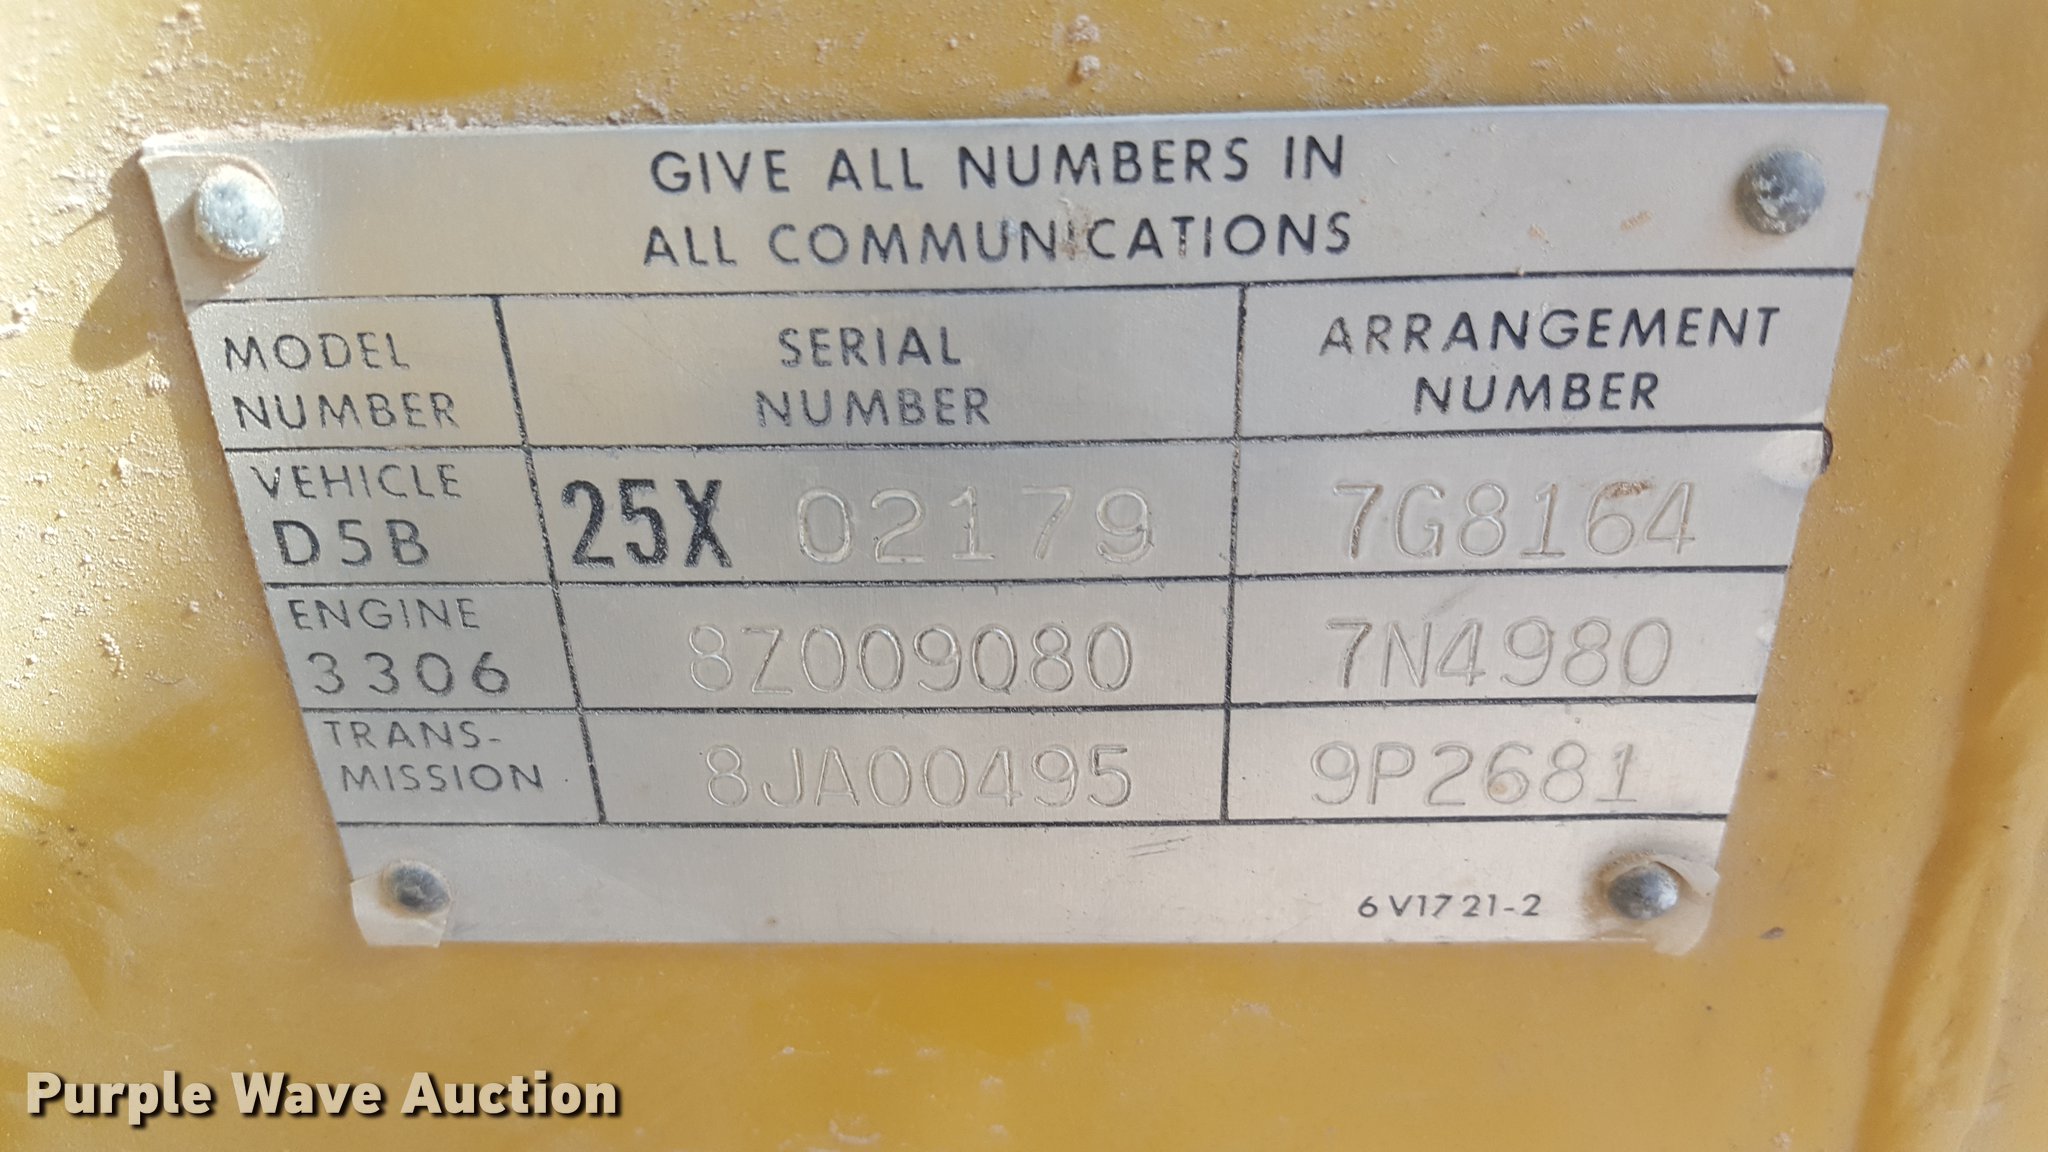 GIVE ALL NUMBERS IN
ALL COMMUNICATIONS
MODEL NUMBER
SERIAL NUMBER
ARRANGEMENT NUMBER
VEHICLE D5B
25X 02179
7G8164
ENGINE 3306
8Z009080
7N4980
TRANS-
MISSION
8JA00495
9P2681
6V1721-2
Purple Wave Auction